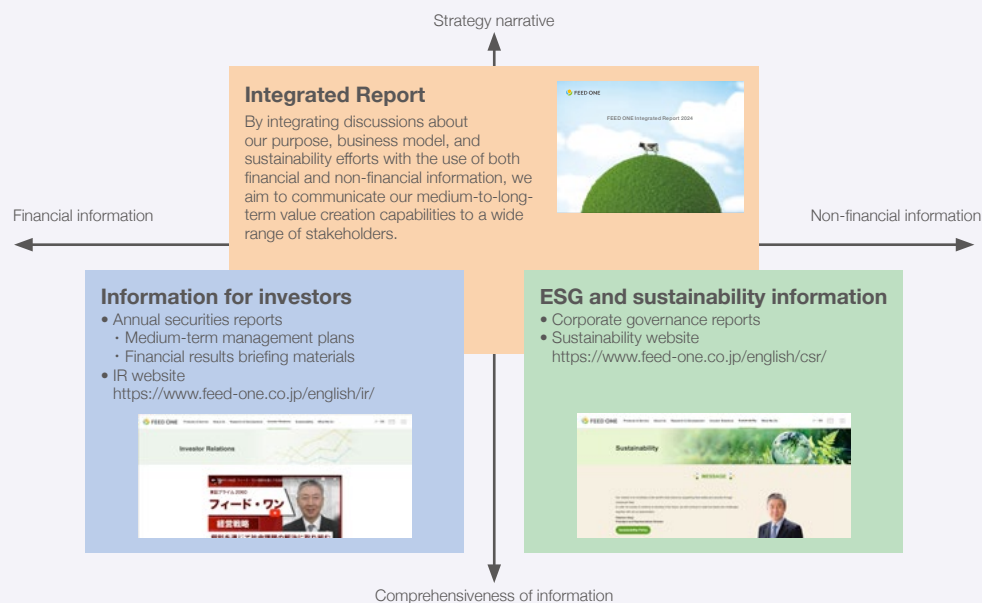 Strategy narrative
Integrated Report
By integrating discussions about
our purpose, business model, and
sustainability efforts with the use of both
financial and non-financial information, we
aim to communicate our medium-to-long-
term value creation capabilities to a wide
range of stakeholders.
FEED ONE
FEED ONE Integrated Report 2024
Financial information
Non-financial information
Information for investors
• Annual securities reports
・Medium-term management plans
・Financial results briefing materials
• IR website
https://www.feed-one.co.jp/english/ir/
FEED ONE
Investor Relations
フィード・ワン
経営戦略
ESG and sustainability information
• Corporate governance reports
• Sustainability website
https://www.feed-one.co.jp/english/csr/
FEED ONE
Sustainability
MESSAGE
Comprehensiveness of information